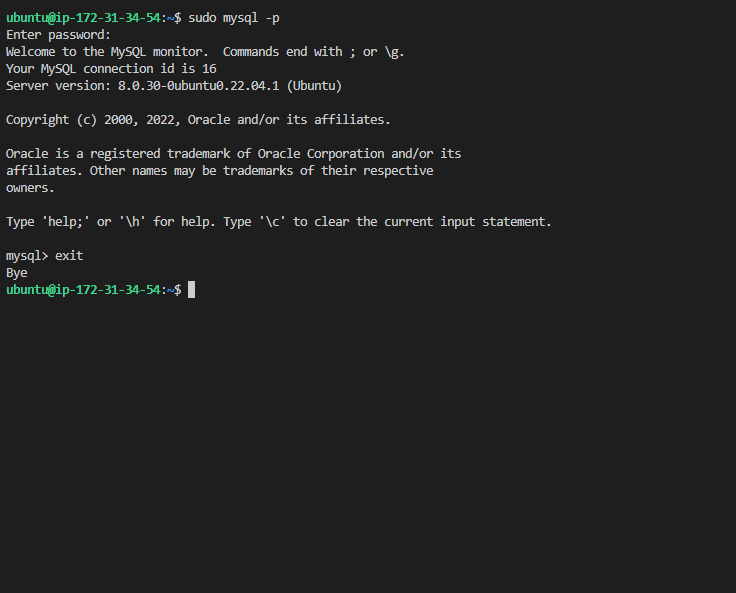 ubuntu@ip-172-31-34-54:~$ sudo mysql -p
Enter password:
Welcome to the MySQL monitor.  Commands end with ; or \g.
Your MySQL connection id is 16
Server version: 8.0.30-0ubuntu0.22.04.1 (Ubuntu)

Copyright (c) 2000, 2022, Oracle and/or its affiliates.

Oracle is a registered trademark of Oracle Corporation and/or its
affiliates. Other names may be trademarks of their respective
owners.

Type 'help;' or '\h' for help. Type '\c' to clear the current input statement.

mysql> exit
Bye
ubuntu@ip-172-31-34-54:~$